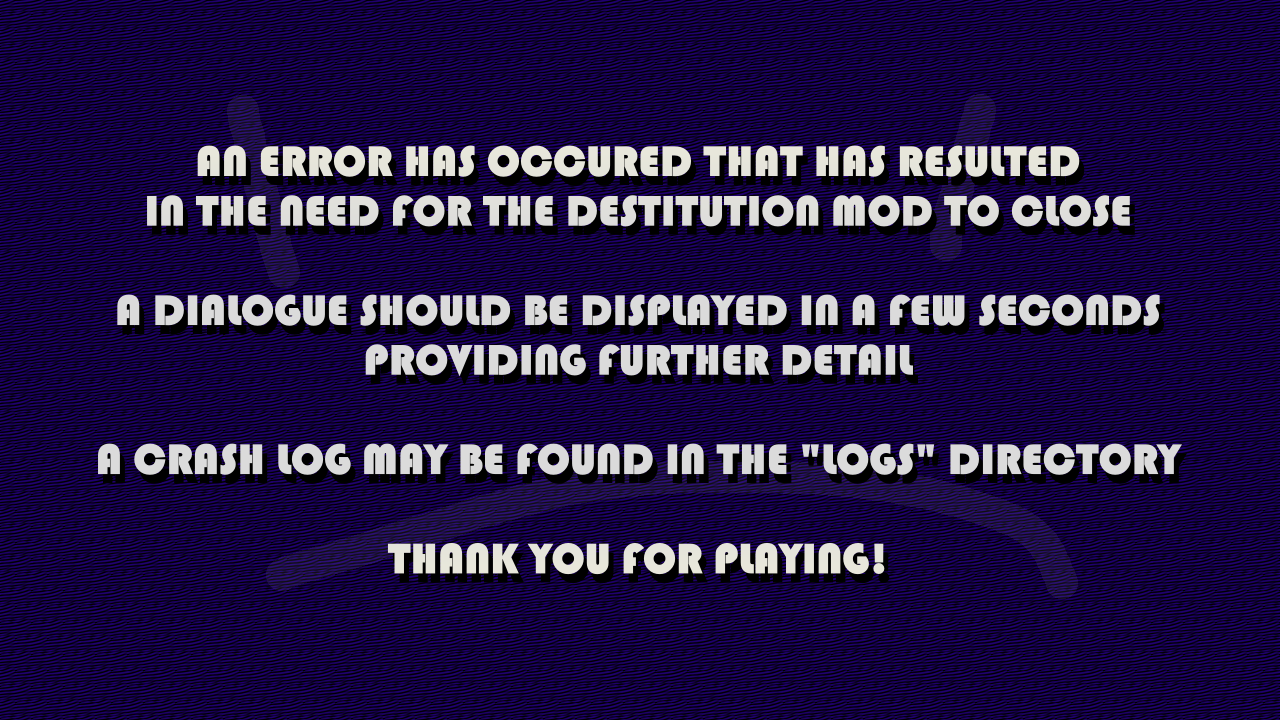 AN ERROR HAS OCCURED THAT HAS RESULTED
IN THE NEED FOR THE DESTITUTION MOD TO CLOSE
A DIALOGUE SHOULD BE DISPLAYED IN A FEW SECONDS
PROVIDING FURTHER DETAIL
A CRASH LOG MAY BE FOUND IN THE "LOGS" DIRECTORY
THANK YOU FOR PLAYING!